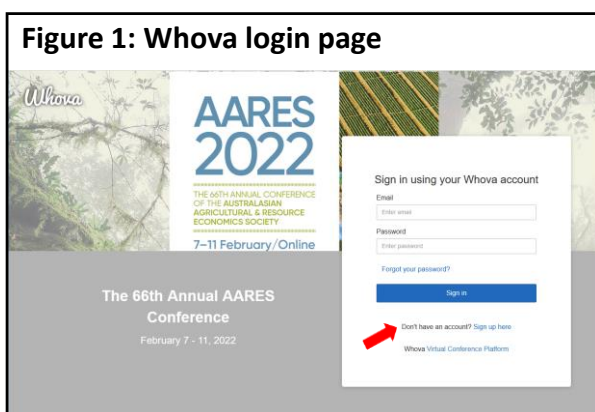 Figure 1: Whova login page
Whova
AARES
2022
THE 66TH ANNUAL CONFERENCE
OF THE AUSTRALASIAN
AGRICULTURAL & RESOURCE
ECONOMICS SOCIETY
7–11 February/Online
The 66th Annual AARES
Conference
February 7 - 11, 2022
Sign in using your Whova account
Email
Enter email
Password
Enter password
Forgot your password?
Sign in
Don't have an account? Sign up here
Whova Virtual Conference Platform